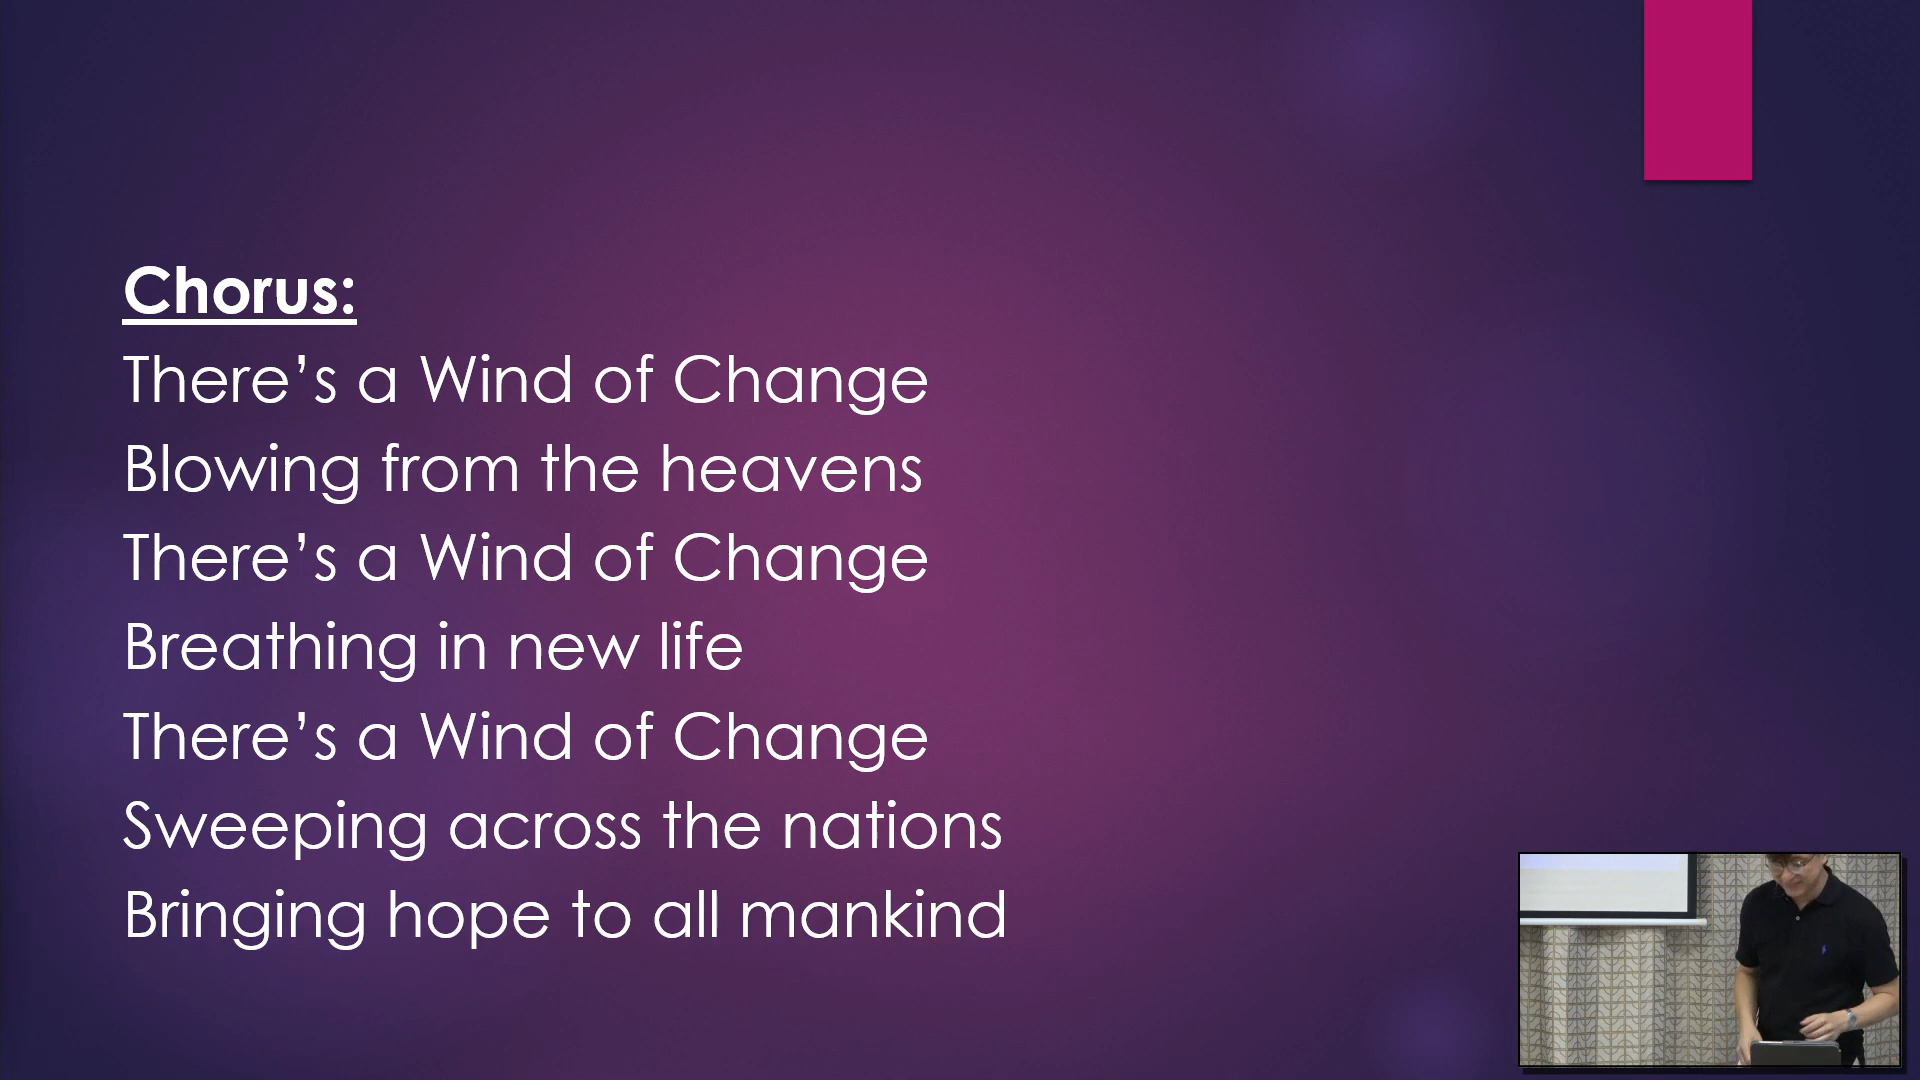 Chorus:
There’s a Wind of Change
Blowing from the heavens
There’s a Wind of Change
Breathing in new life
There’s a Wind of Change
Sweeping across the nations
Bringing hope to all mankind